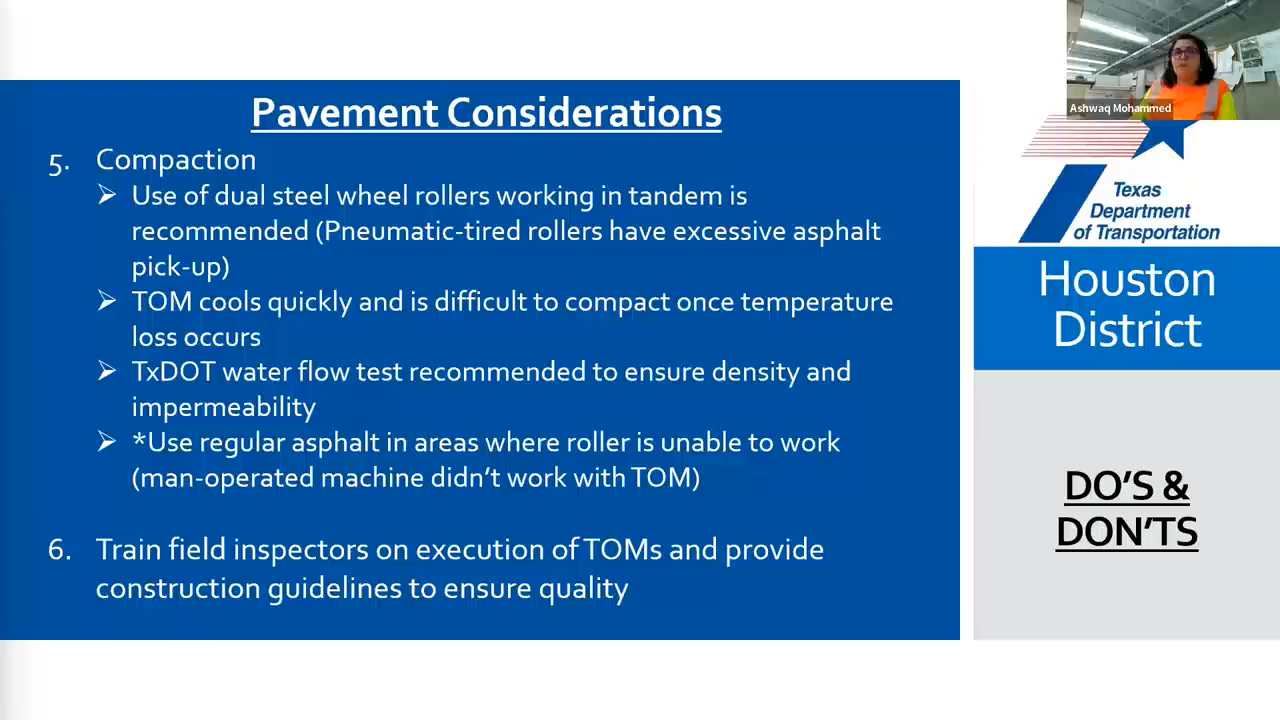 Pavement Considerations
5. Compaction
Use of dual steel wheel rollers working in tandem is
recommended (Pneumatic-tired rollers have excessive asphalt
pick-up)
TOM cools quickly and is difficult to compact once temperature
loss occurs
TxDOT water flow test recommended to ensure density and
impermeability
*Use regular asphalt in areas where roller is unable to work
(man-operated machine didn't work with TOM)
6. Train field inspectors on execution of TOMs and provide
construction guidelines to ensure quality
Ashwaq Mohammed
Texas
Department
of Transportation
Houston
District
DO'S &
DON'TS